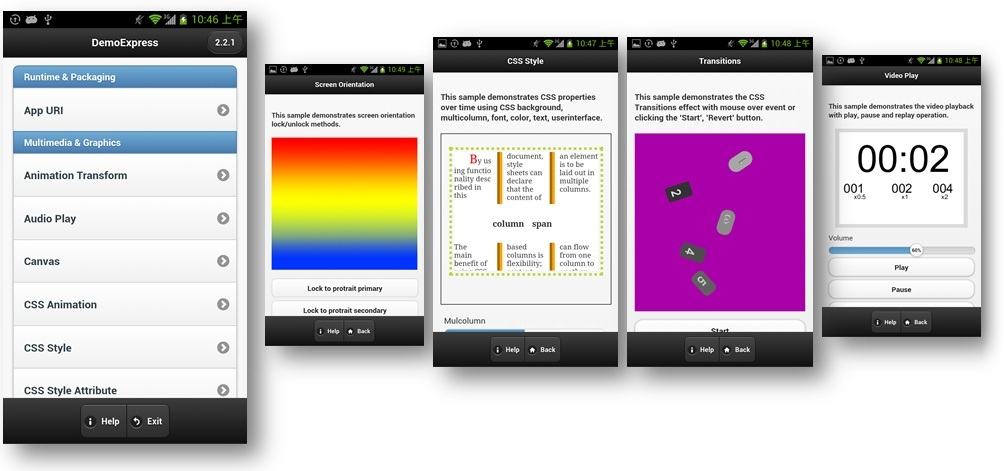 10:46 上午
DemoExpress
2.2.1
Runtime & Packaging
App URI
Multimedia & Graphics
Animation Transform
Audio Play
Canvas
CSS Animation
CSS Style
CSS Style Attribute
Help
Exit
10:49 上午
Screen Orientation
This sample demonstrates screen orientation
lock/unlock methods.
Lock to protrait primary
Lock to protrait secondary
Help
Back
10:47 上午
CSS Style
This sample demonstrates CSS properties
over time using CSS background,
multicolumn, font, color, text, userinterface.
By us
ing functio
nality desc
ribed in
this
document,
style
sheets can
declare
that the
content of
an element
is to be
laid out in
multiple
columns.
column span
The
main
benefit of
based
columns is
flexibility;
can flow
from one
column to
Mulcolumn
Help
Back
10:48 上午
Transitions
This sample demonstrates the CSS
Transitions effect with mouse over event or
clicking the 'Start', 'Revert' button.
1
2
3
4
5
Start
Help
Back
10:48 上午
Video Play
This sample demonstrates the video playback
with play, pause and replay operation.
00:02
001 002 004
x0.5 x1 x2
Volume
60%
Play
Pause
Help
Back